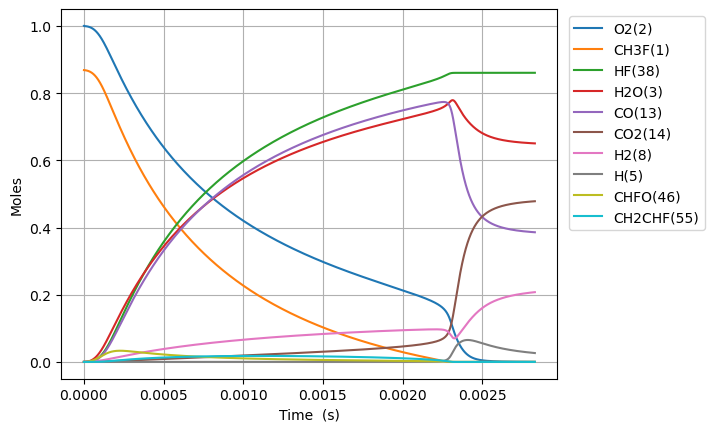 1.0
0.8
0.6
0.4
0.2
0.0
Moles
0.0000
0.0005
0.0010
0.0015
0.0020
0.0025
Time (s)
O2(2)
CH3F(1)
HF(38)
H2O(3)
CO(13)
CO2(14)
H2(8)
H(5)
CHFO(46)
CH2CHF(55)